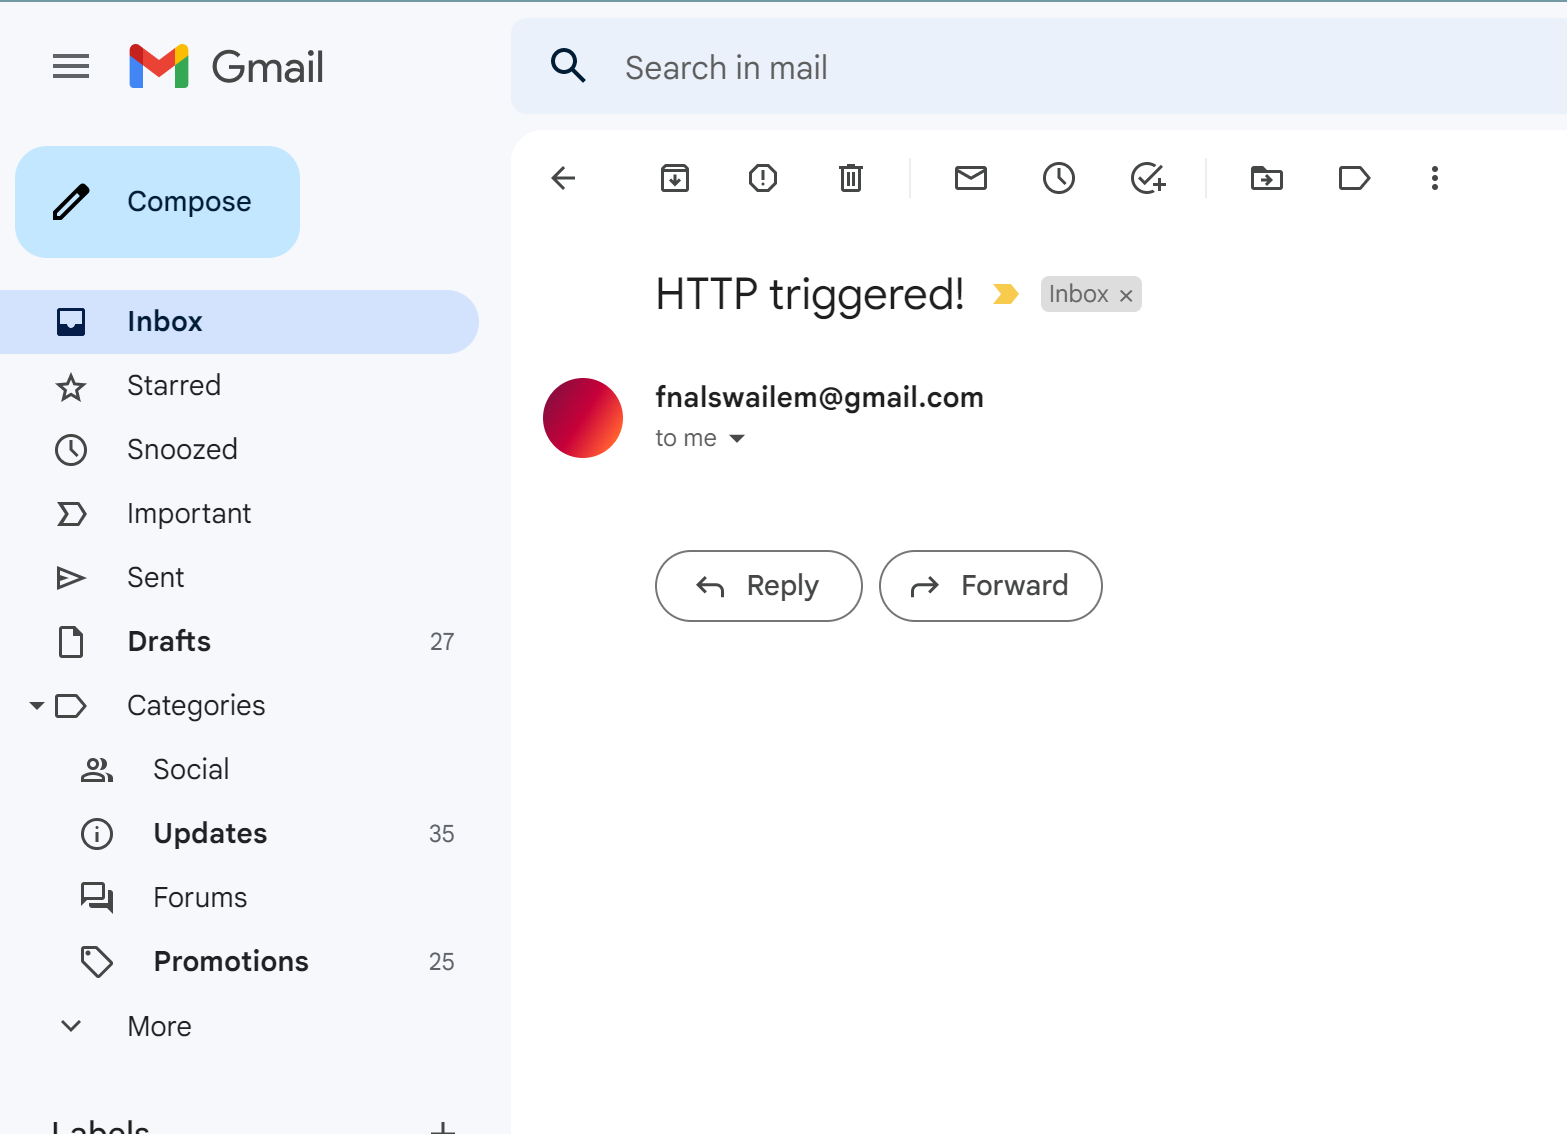 Gmail
Search in mail
Compose
Inbox
Starred
Snoozed
Important
Sent
Drafts 27
Categories
Social
Updates 35
Forums
Promotions 25
More
Labels
HTTP triggered! Inbox ×
fnalswailem@gmail.com
to me
Reply Forward